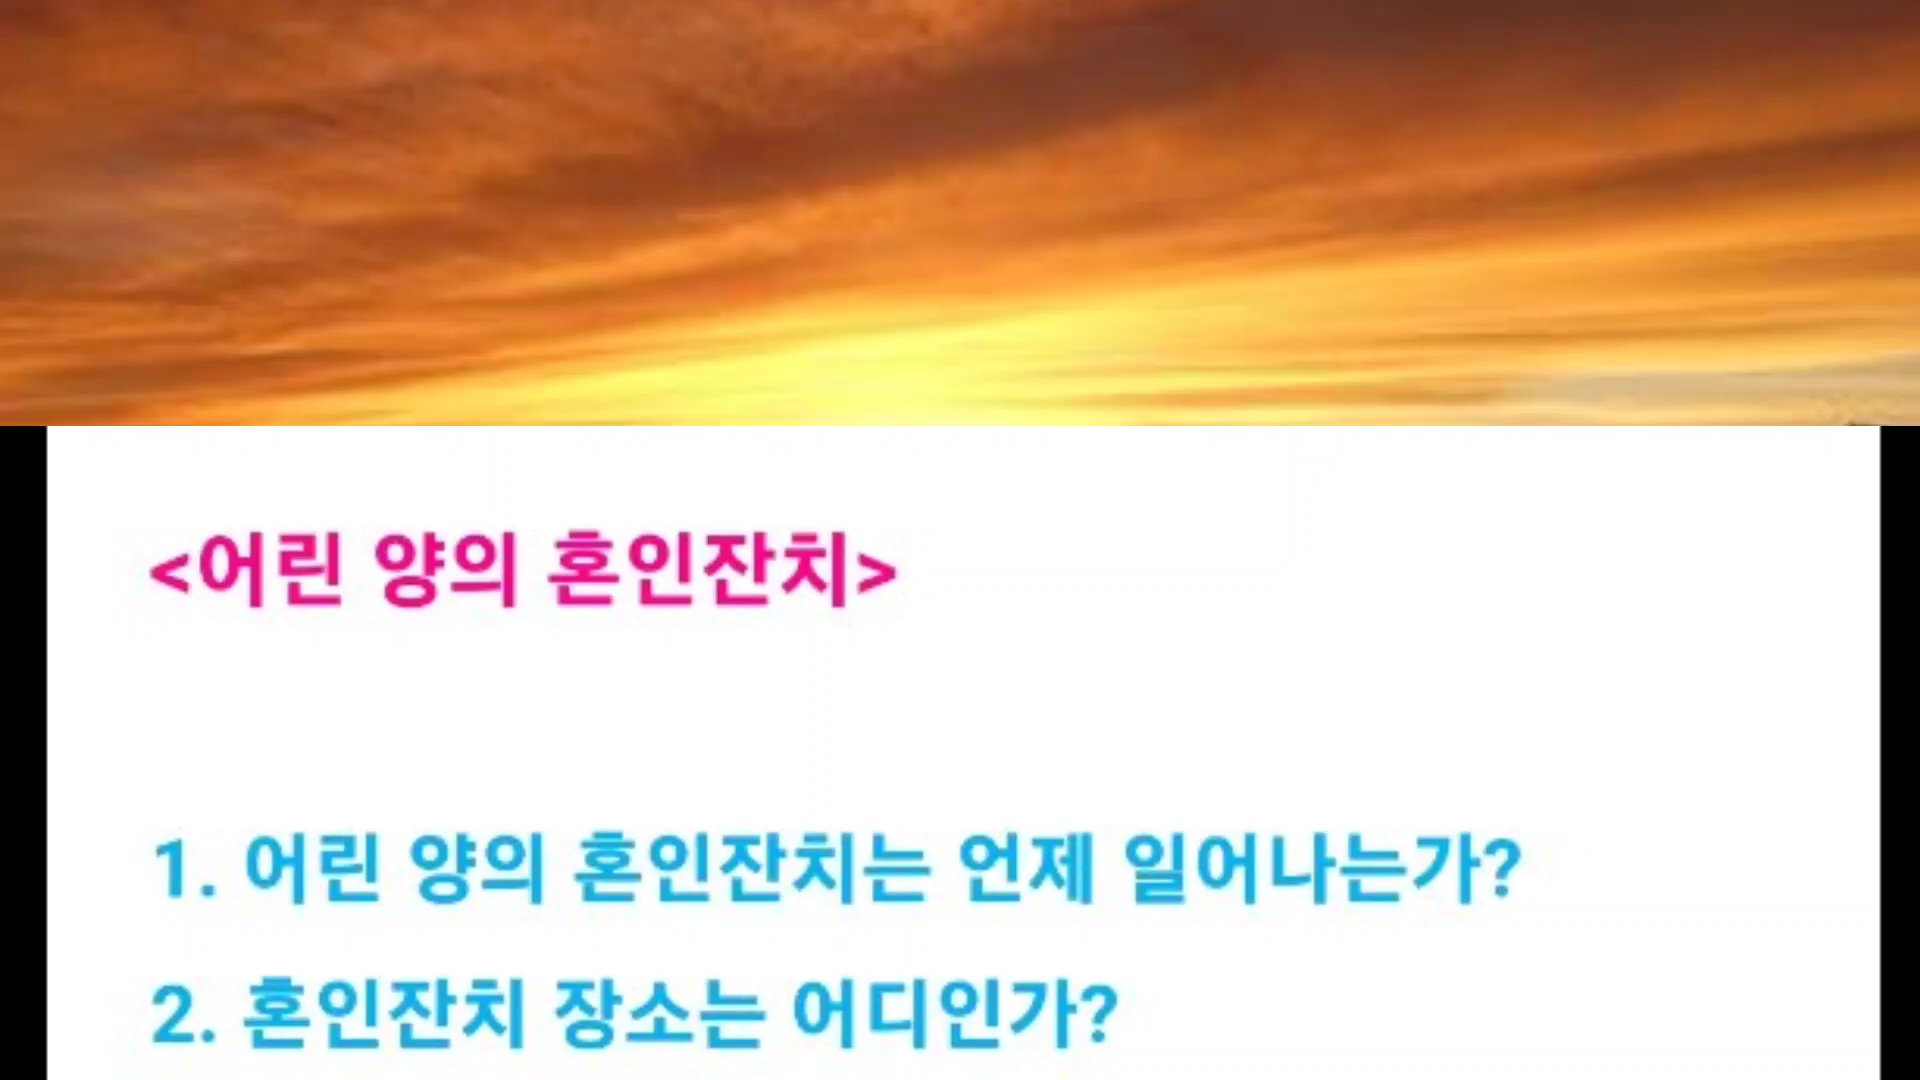 <어린 양의 혼인잔치>
1. 어린 양의 혼인잔치는 언제 일어나는가?
2. 혼인잔치 장소는 어디인가?